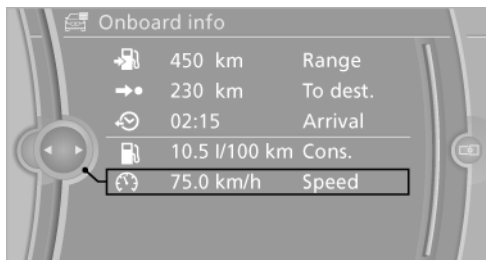 Onboard info
450 km Range
230 km To dest.
02:15 Arrival
10.5 l/100 km Cons.
75.0 km/h Speed